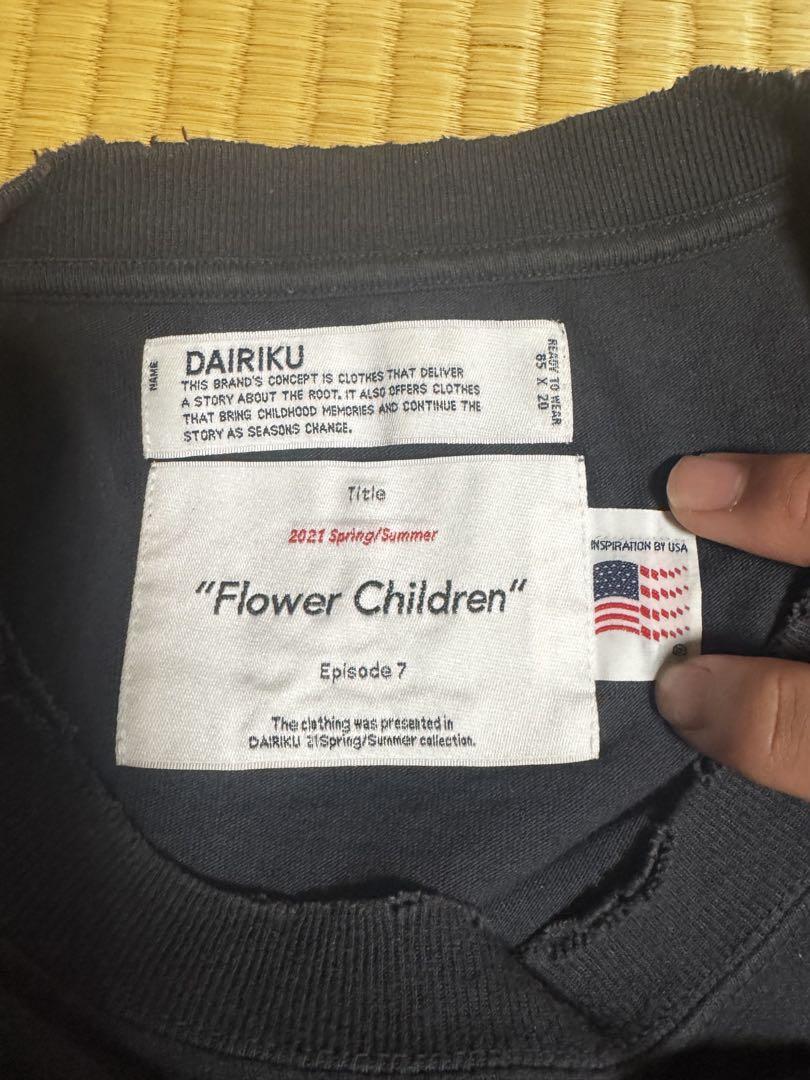 NAME
DAIRIKU
THIS BRAND'S CONCEPT IS CLOTHES THAT DELIVER
A STORY ABOUT THE ROOT. IT ALSO OFFERS CLOTHES
THAT BRING CHILDHOOD MEMORIES AND CONTINUE THE
STORY AS SEASONS CHANGE.
READY TO WEAR
85 X 20
Title
2021 Spring/Summer
"Flower Children"
Episode 7
The clothing was presented in
DAIRIKU 21Spring/Summer collection.
INSPIRATION BY USA